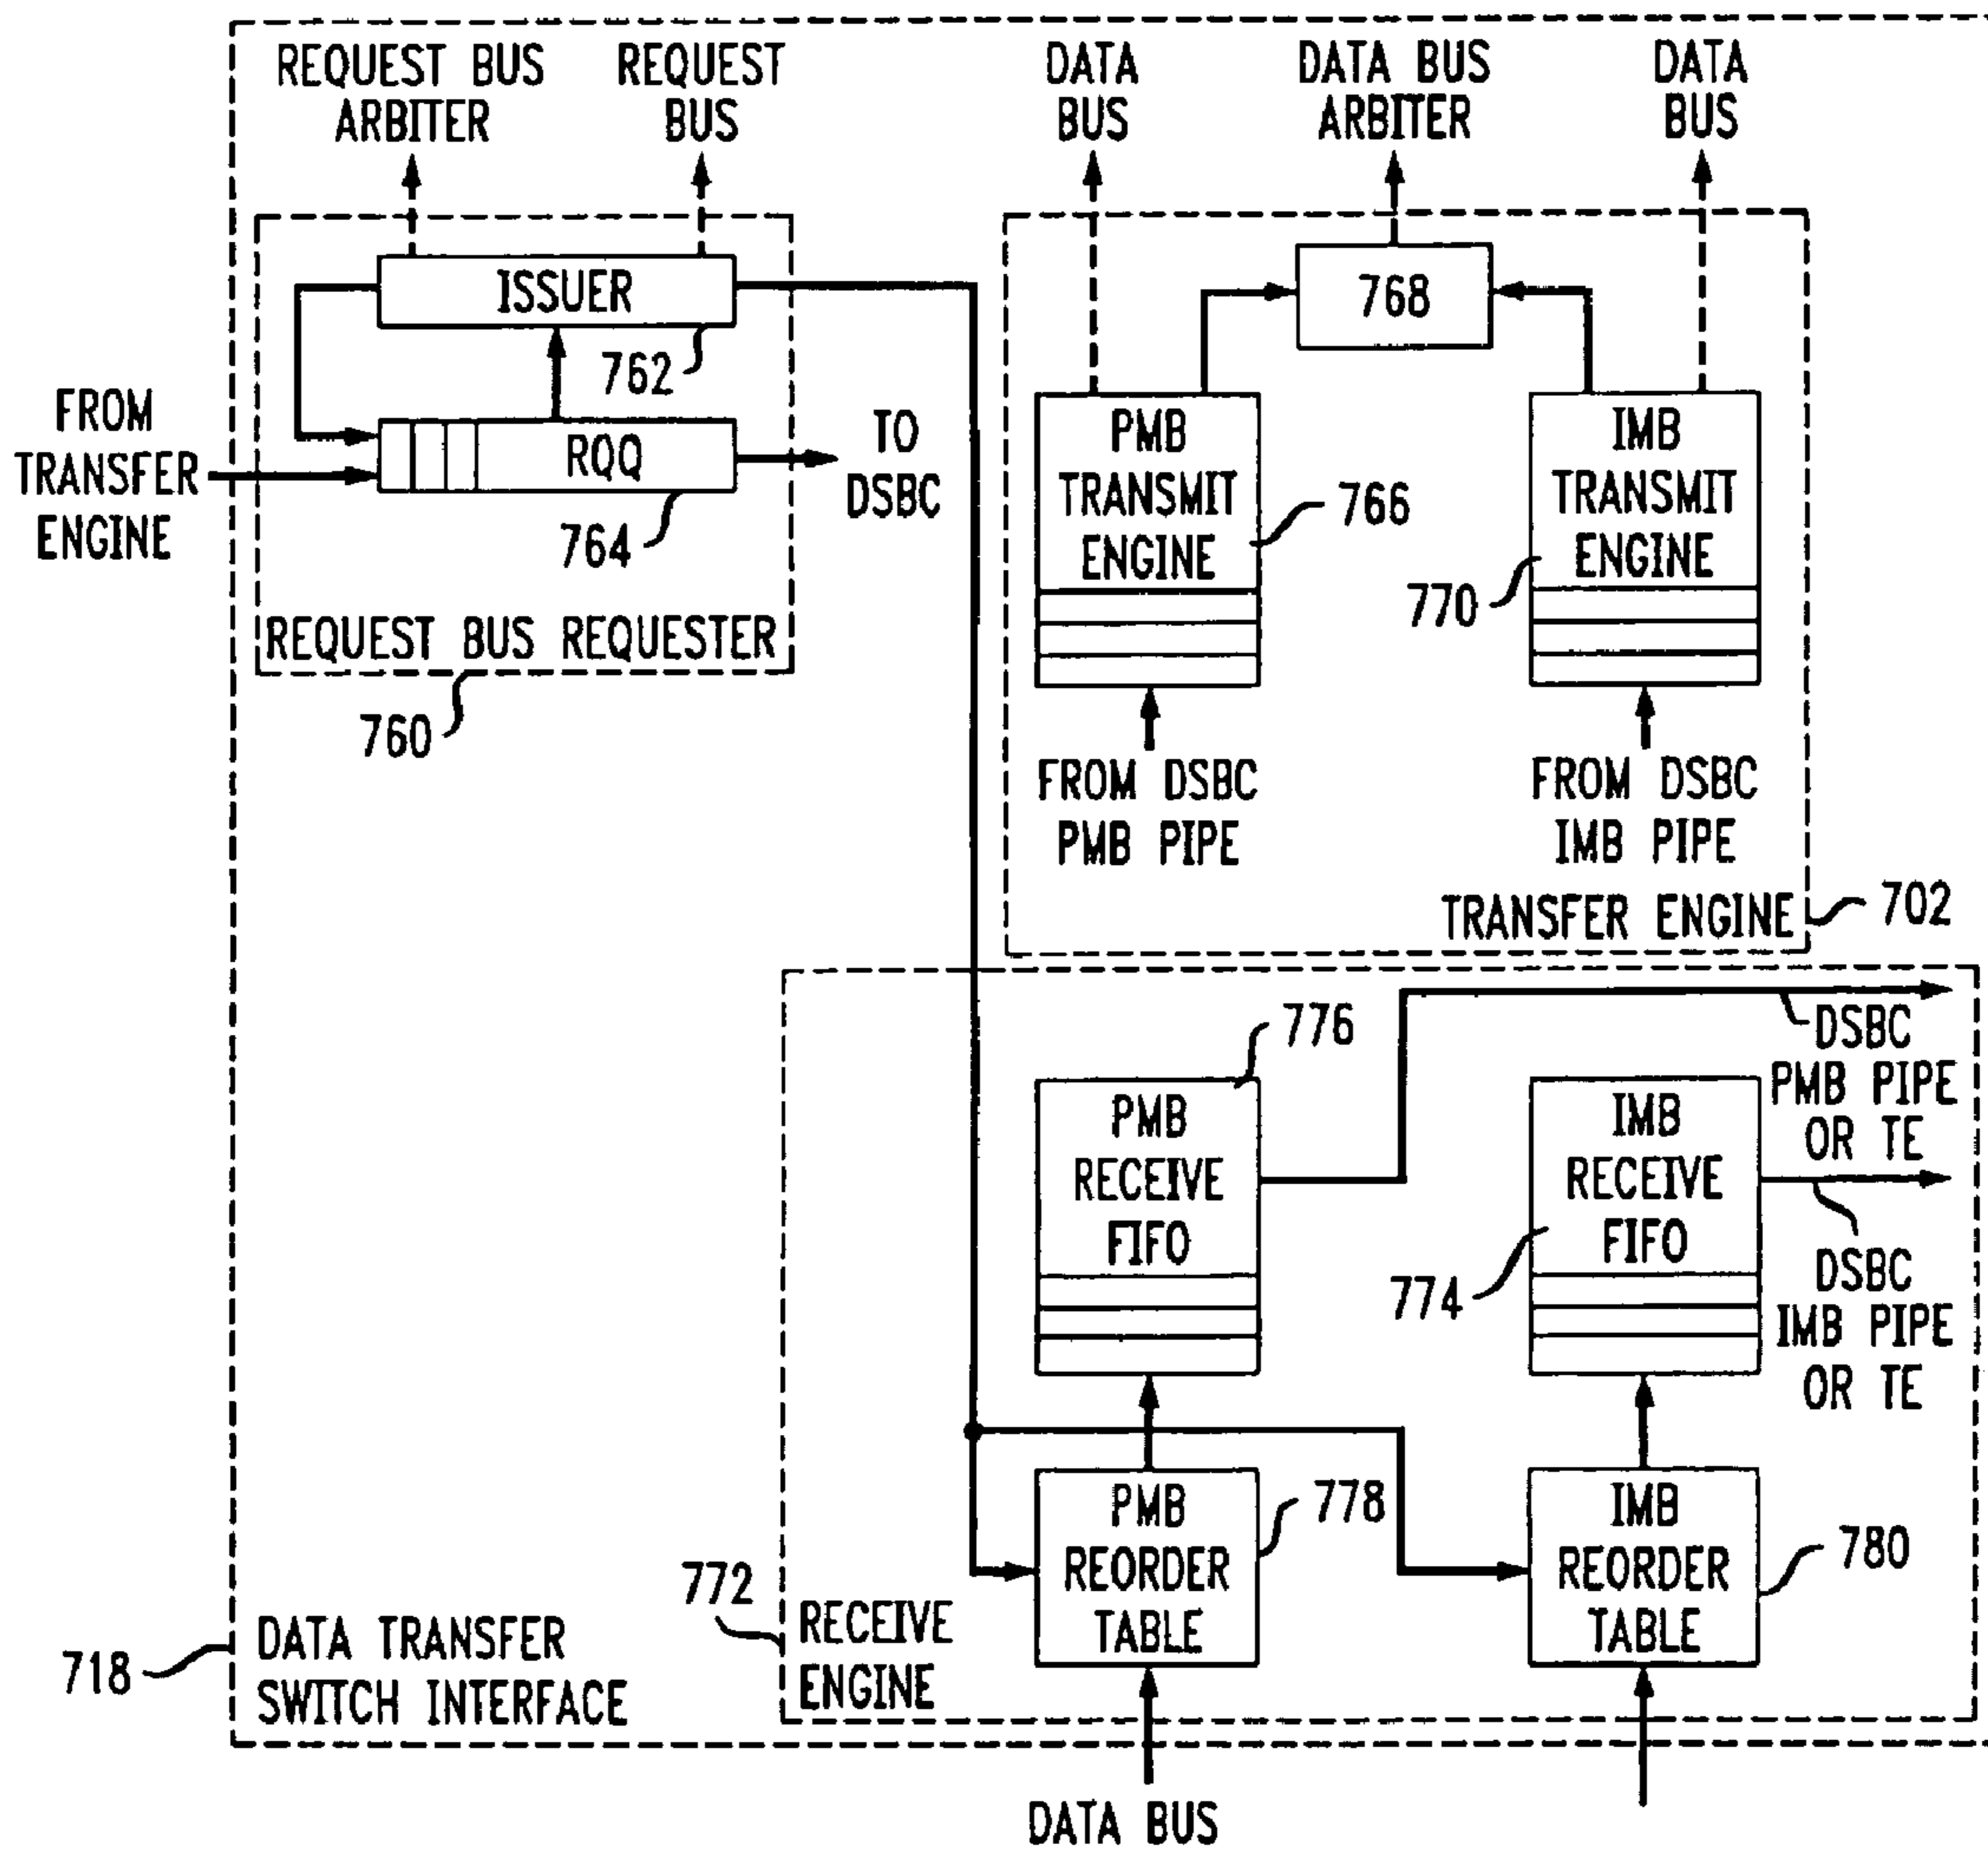 REQUEST BUS
ARBITER
REQUEST
BUS
DATA
BUS
DATA BUS
ARBITER
DATA
BUS
ISSUER
762
768
FROM
TRANSFER
ENGINE
RQQ
764
TO
DSBC
REQUEST BUS REQUESTER
760
PMB
TRANSMIT
ENGINE
766
IMB
TRANSMIT
ENGINE
770
FROM DSBC
PMB PIPE
FROM DSBC
IMB PIPE
TRANSFER ENGINE
702
776
PMB
RECEIVE
FIFO
DSBC
PMB PIPE
OR TE
IMB
RECEIVE
FIFO
774
DSBC
IMB PIPE
OR TE
PMB
REORDER
TABLE
778
IMB
REORDER
TABLE
780
772
RECEIVE
ENGINE
718
DATA TRANSFER
SWITCH INTERFACE
DATA BUS